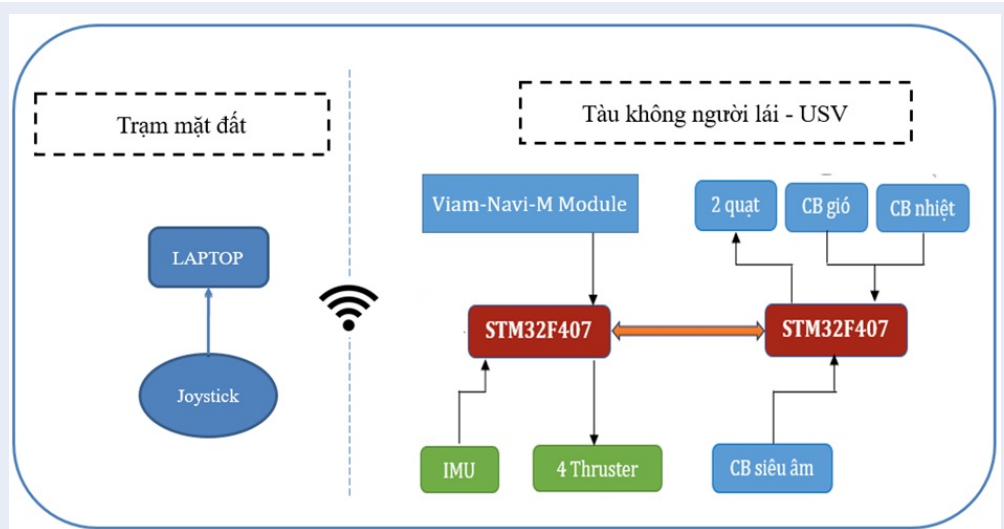 Trạm mặt đất
Tàu không người lái - USV
Viam-Navi-M Module
2 quạt
CB gió
CB nhiệt
LAPTOP
STM32F407
STM32F407
Joystick
IMU
4 Thruster
CB siêu âm